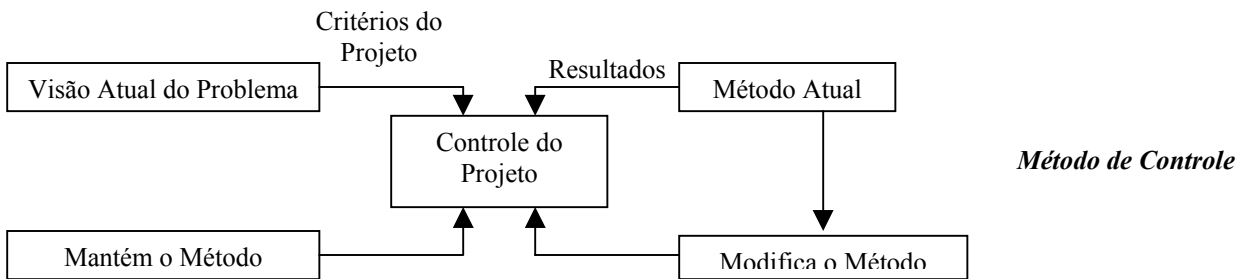 Critérios do
Projeto
Visão Atual do Problema
Resultados
Método Atual
Controle do
Projeto
Método de Controle
Mantém o Método
Modifica o Método